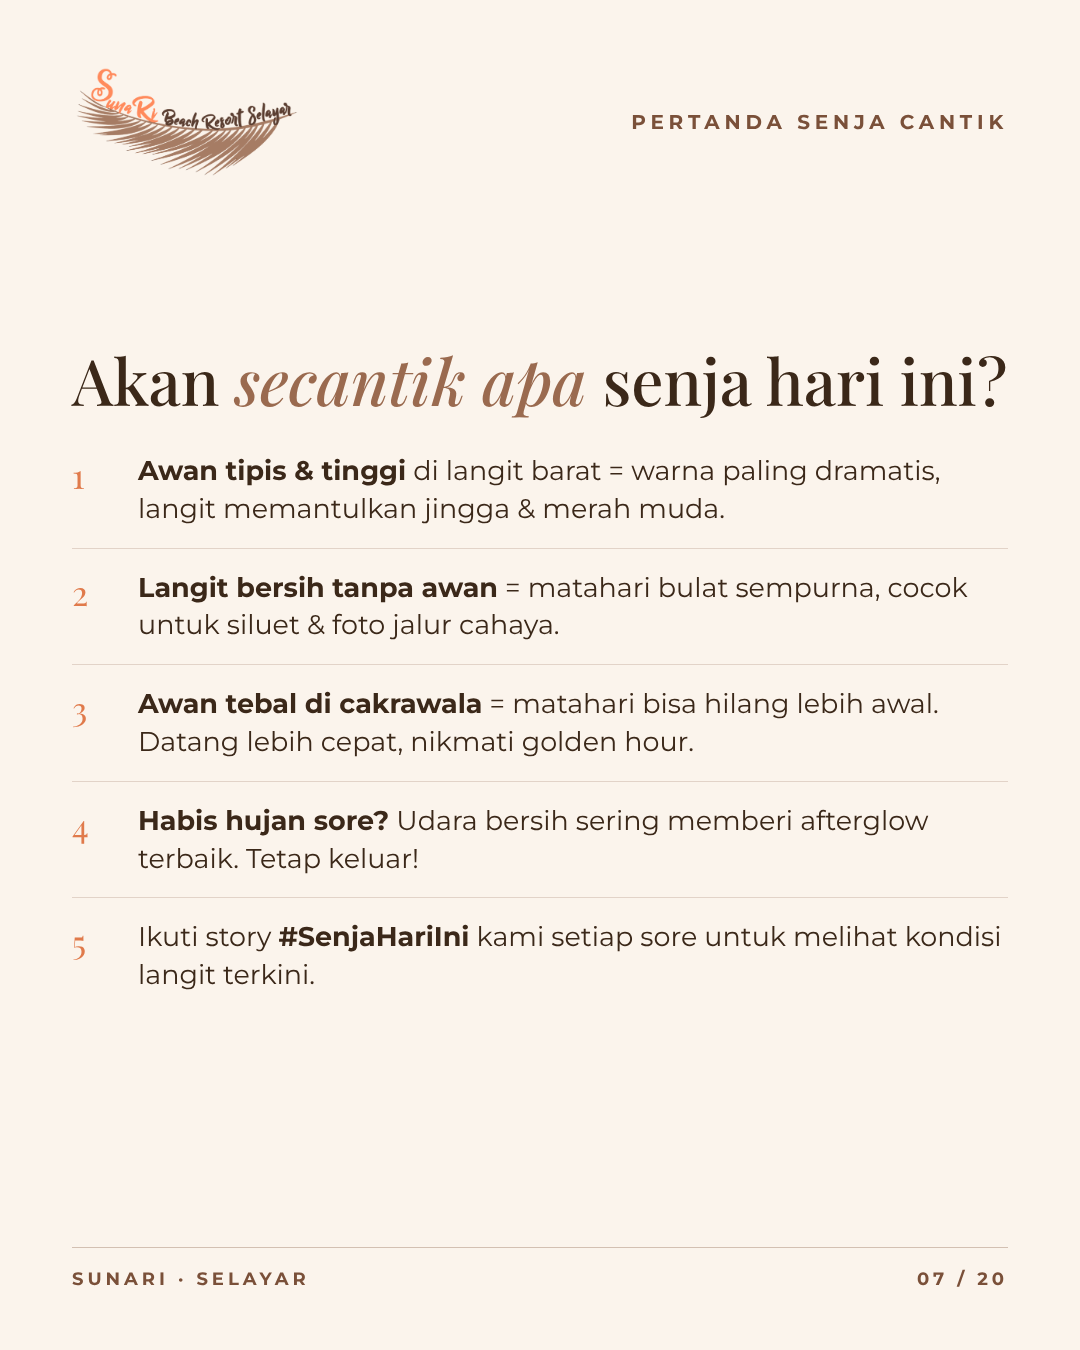 SunaRi Beach Resort Selayar
PERTANDA SENJA CANTIK
Akan secantik apa senja hari ini?
1 Awan tipis & tinggi di langit barat = warna paling dramatis,
langit memantulkan jingga & merah muda.
2 Langit bersih tanpa awan = matahari bulat sempurna, cocok
untuk siluet & foto jalur cahaya.
3 Awan tebal di cakrawala = matahari bisa hilang lebih awal.
Datang lebih cepat, nikmati golden hour.
4 Habis hujan sore? Udara bersih sering memberi afterglow
terbaik. Tetap keluar!
5 Ikuti story #SenjaHariIni kami setiap sore untuk melihat kondisi
langit terkini.
SUNARI · SELAYAR
07 / 20